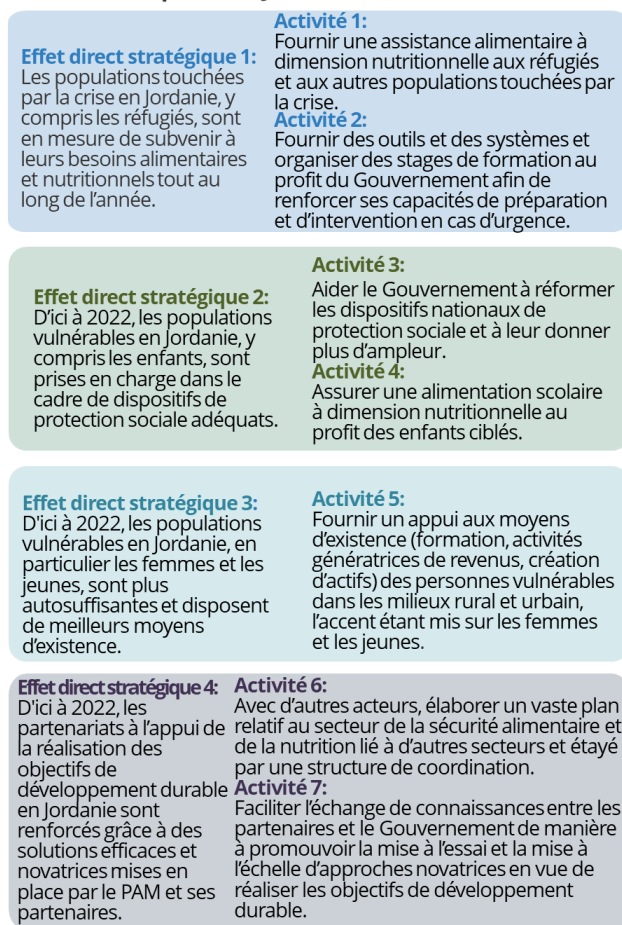 Effet direct stratégique 1:
Les populations touchées
par la crise en Jordanie, y
compris les réfugiés, sont
en mesure de subvenir à
leurs besoins alimentaires
et nutritionnels tout au
long de l’année.
Activité 1:
Fournir une assistance alimentaire à
dimension nutritionnelle aux réfugiés
et aux autres populations touchées par
la crise.
Activité 2:
Fournir des outils et des systèmes et
organiser des stages de formation au
profit du Gouvernement afin de
renforcer ses capacités de préparation
et d’intervention en cas d’urgence.
Effet direct stratégique 2:
D’ici à 2022, les populations
vulnérables en Jordanie, y
compris les enfants, sont
prises en charge dans le
cadre de dispositifs de
protection sociale adéquats.
Activité 3:
Aider le Gouvernement à réformer
les dispositifs nationaux de
protection sociale et à leur donner
plus d’ampleur.
Activité 4:
Assurer une alimentation scolaire
à dimension nutritionnelle au
profit des enfants ciblés.
Effet direct stratégique 3:
D'ici à 2022, les populations
vulnérables en Jordanie, en
particulier les femmes et les
jeunes, sont plus
autosuffisantes et disposent
de meilleurs moyens
d’existence.
Activité 5:
Fournir un appui aux moyens
d’existence (formation, activités
génératrices de revenus, création
d’actifs) des personnes vulnérables
dans les milieux rural et urbain,
l’accent étant mis sur les femmes
et les jeunes.
Effet direct stratégique 4:
D'ici à 2022, les
partenariats à l’appui de
la réalisation des
objectifs de
développement durable
en Jordanie sont
renforcés grâce à des
solutions efficaces et
novatrices mises en
place par le PAM et ses
partenaires.
Activité 6:
Avec d’autres acteurs, élaborer un vaste plan
relatif au secteur de la sécurité alimentaire et
de la nutrition lié à d’autres secteurs et étayé
par une structure de coordination.
Activité 7:
Faciliter l’échange de connaissances entre les
partenaires et le Gouvernement de manière
à promouvoir la mise à l’essai et la mise à
l’échelle d’approches novatrices en vue de
réaliser les objectifs de développement
durable.